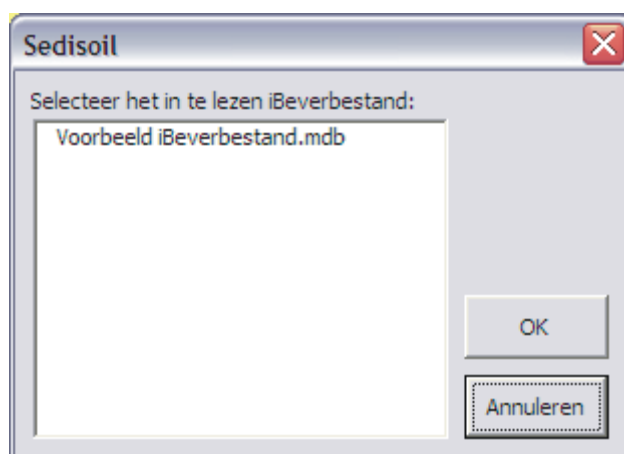 Sedisoil
Selecteer het in te lezen iBeverbestand:
Voorbeeld iBeverbestand.mdb
OK
Annuleren